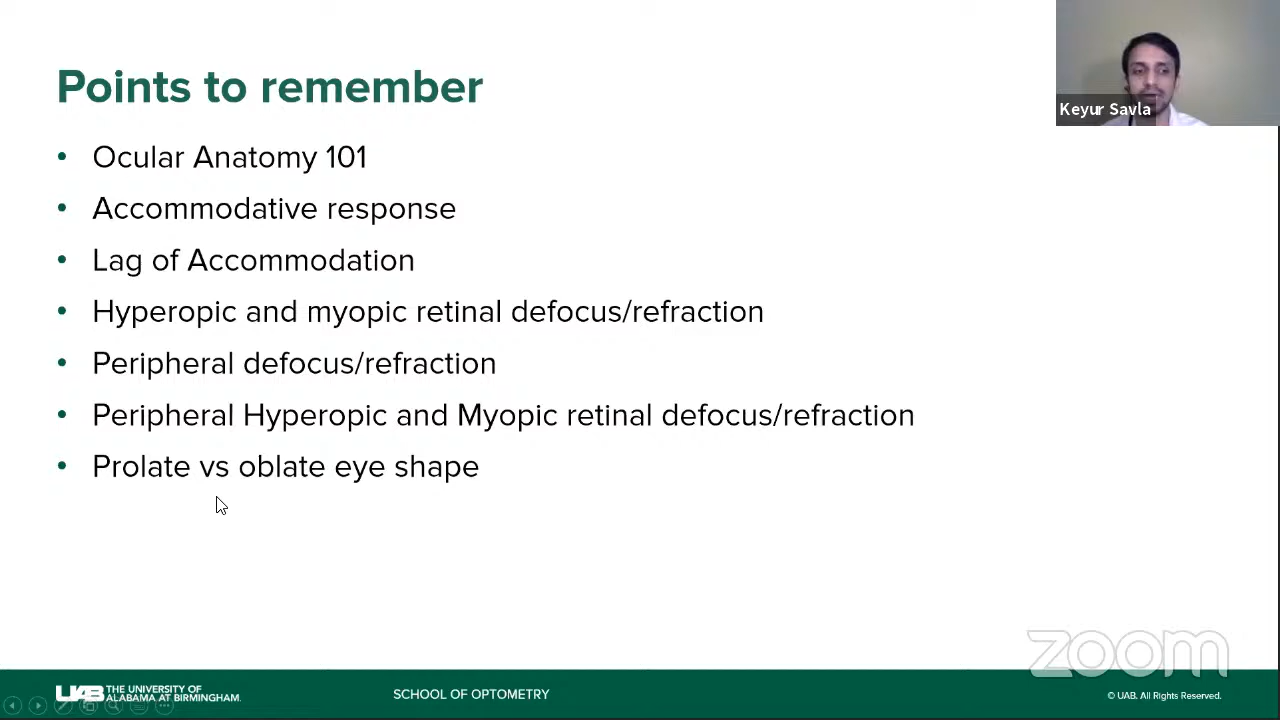 Points to remember
Keyur Savla
• Ocular Anatomy 101
• Accommodative response
• Lag of Accommodation
• Hyperopic and myopic retinal defocus/refraction
• Peripheral defocus/refraction
• Peripheral Hyperopic and Myopic retinal defocus/refraction
• Prolate vs oblate eye shape
zoom
UAB THE UNIVERSITY OF
ALABAMA AT BIRMINGHAM.
SCHOOL OF OPTOMETRY
© UAB. All Rights Reserved.